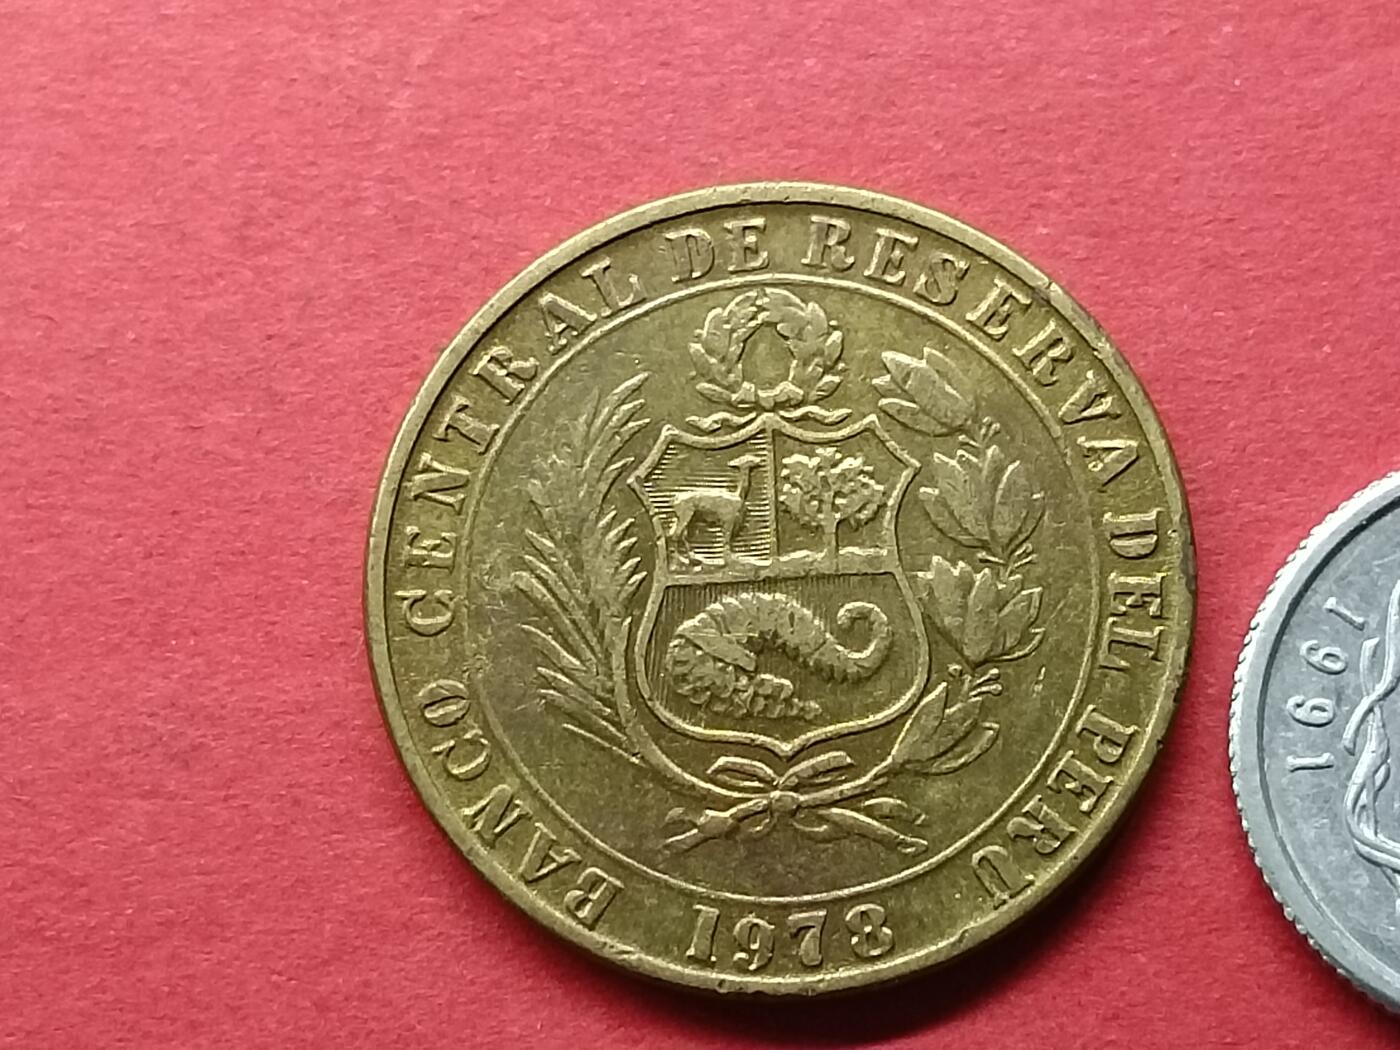 BANCO CENTRAL DE RESERVA DEL PERU
1978
1991